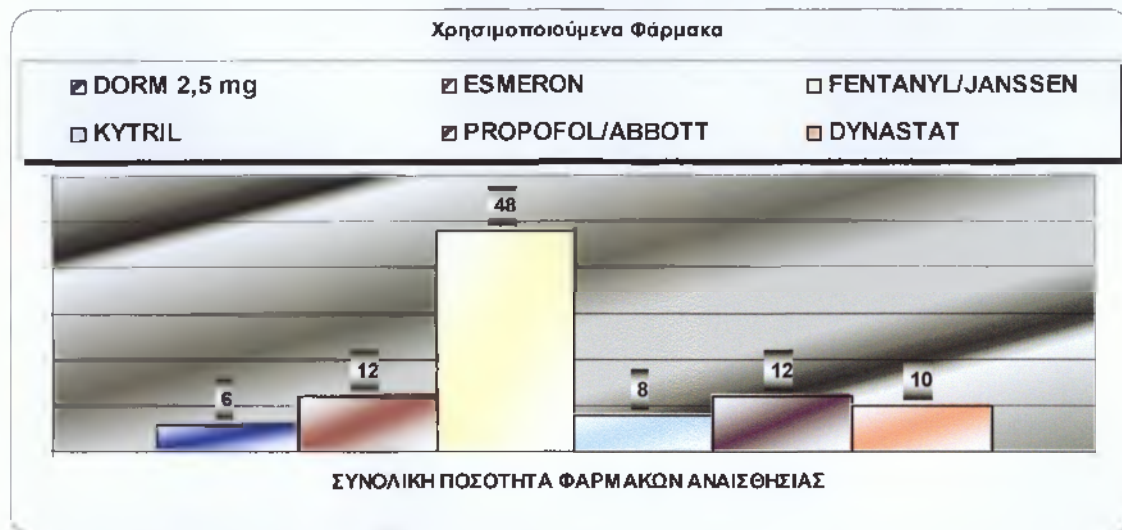 Χρησιμοποιούμενα Φάρμακα
DORM 2,5 mg ESMERON FENTANYL/JANSSEN
KYTRIL PROPOFOL/ABBOTT DYNASTAT
48
12 12
6 8 10
ΣΥΝΟΛΙΚΗ ΠΟΣΟΤΗΤΑ ΦΑΡΜΑΚΩΝ ΑΝΑΙΣΘΗΣΙΑΣ